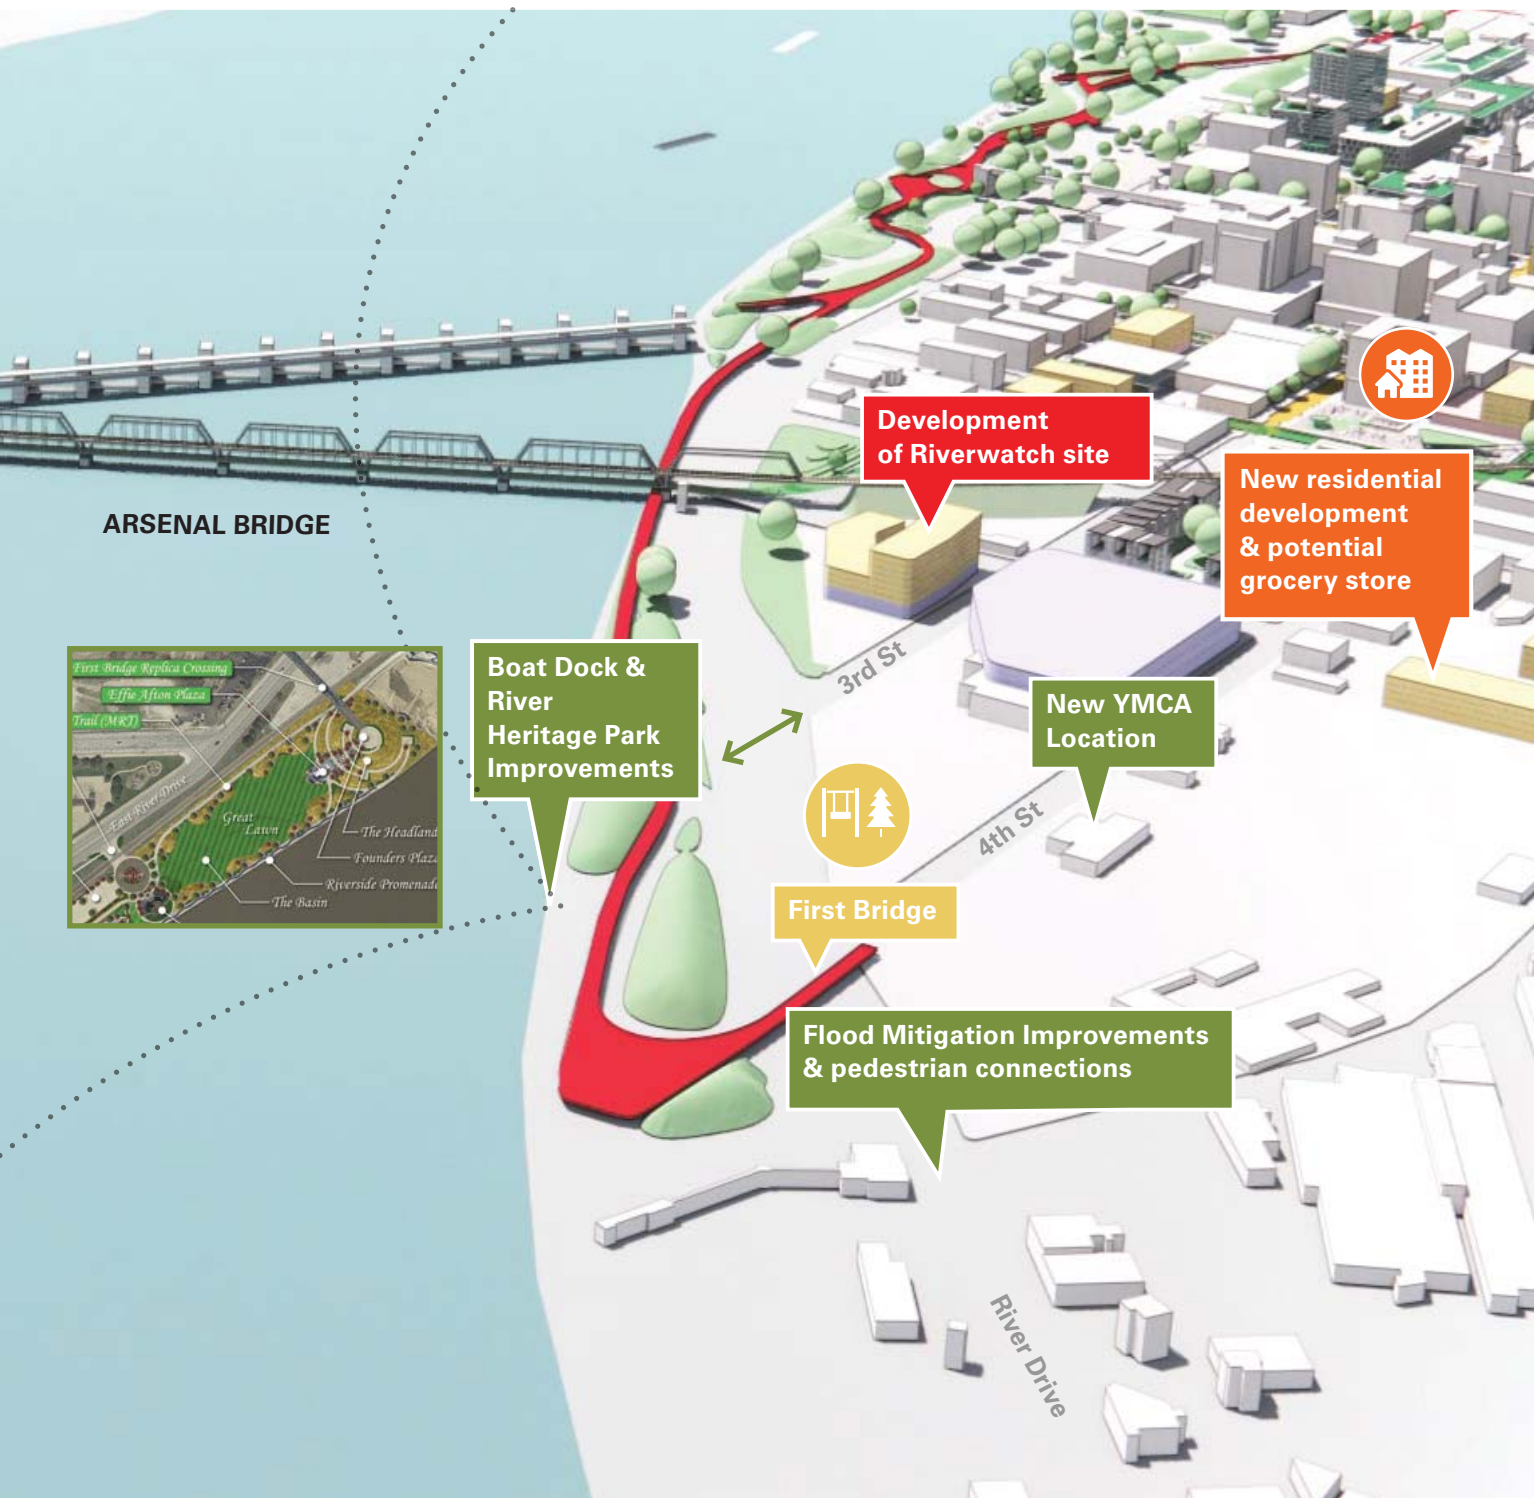 Development
of Riverwatch site
New residential
development
& potential
grocery store
ARSENAL BRIDGE
3rd St
Boat Dock &
River
Heritage Park
Improvements
First Bridge Replica Crossing
Effie Afton Plaza
Trail (MRT)
East River Drive
Great
Lawn
The Headland
Founders Plaza
Riverside Promenade
The Basin
New YMCA
Location
4th St
First Bridge
Flood Mitigation Improvements
& pedestrian connections
River Drive